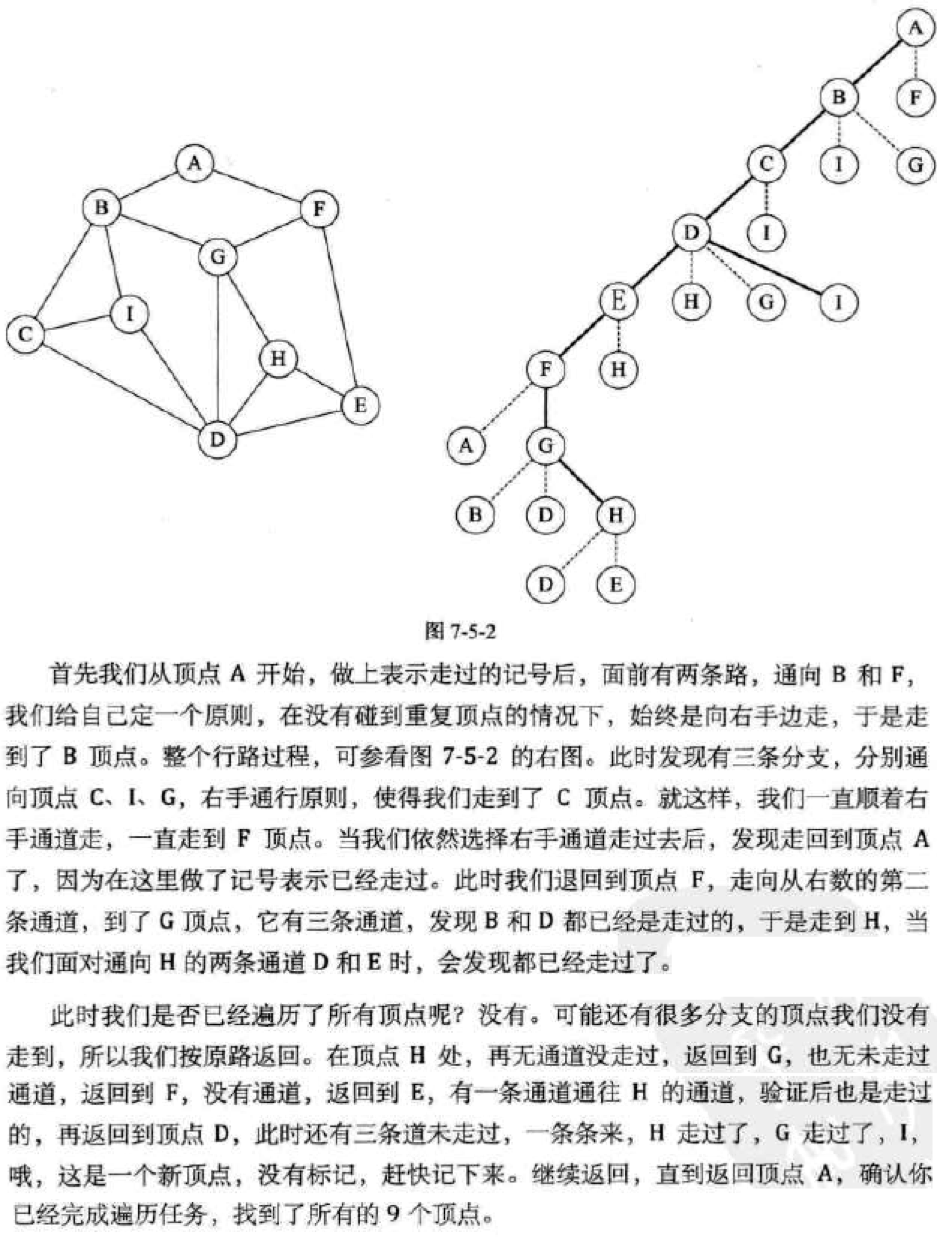 A
B
F
G
I
C
H
E
D
A
B
F
C
I
G
D
I
E
H
G
I
F
H
A
G
B
D
H
D
E
图 7-5-2
首先我们从顶点 A 开始，做上表示走过的记号后，面前有两条路，通向 B 和 F，
我们给自己定一个原则，在没有碰到重复顶点的情况下，始终是向右手边走，于是走
到了 B 顶点。整个行路过程，可参看图 7-5-2 的右图。此时发现有三条分支，分别通
向顶点 C、I、G，右手通行原则，使得我们走到了 C 顶点。就这样，我们一直顺着右
手通道走，一直走到 F 顶点。当我们依然选择右手通道走过去后，发现走回到顶点 A
了，因为在这里做了记号表示已经走过。此时我们退回到顶点 F，走向从右数的第二
条通道，到了 G 顶点，它有三条通道，发现 B 和 D 都已经是走过的，于是走到 H，当
我们面对通向 H 的两条通道 D 和 E 时，会发现都已经走过了。
此时我们是否已经遍历了所有顶点呢？没有。可能还有很多分支的顶点我们没有
走到，所以我们按原路返回。在顶点 H 处，再无通道没走过，返回到 G，也无未走过
通道，返回到 F，没有通道，返回到 E，有一条通道通往 H 的通道，验证后也是走过
的，再返回到顶点 D，此时还有三条道未走过，一条条来，H 走过了，G 走过了，I，
哦，这是一个新顶点，没有标记，赶快记下来。继续返回，直到返回顶点 A，确认你
已经完成遍历任务，找到了所有的 9 个顶点。